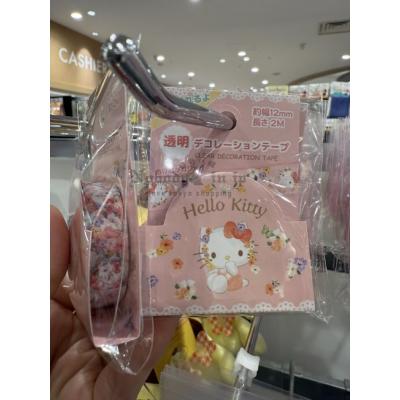 CASHIER
約幅12mm
長さ2M
透明 デコレーションテープ
CLEAR DECORATION TAPE
Hello Kitty